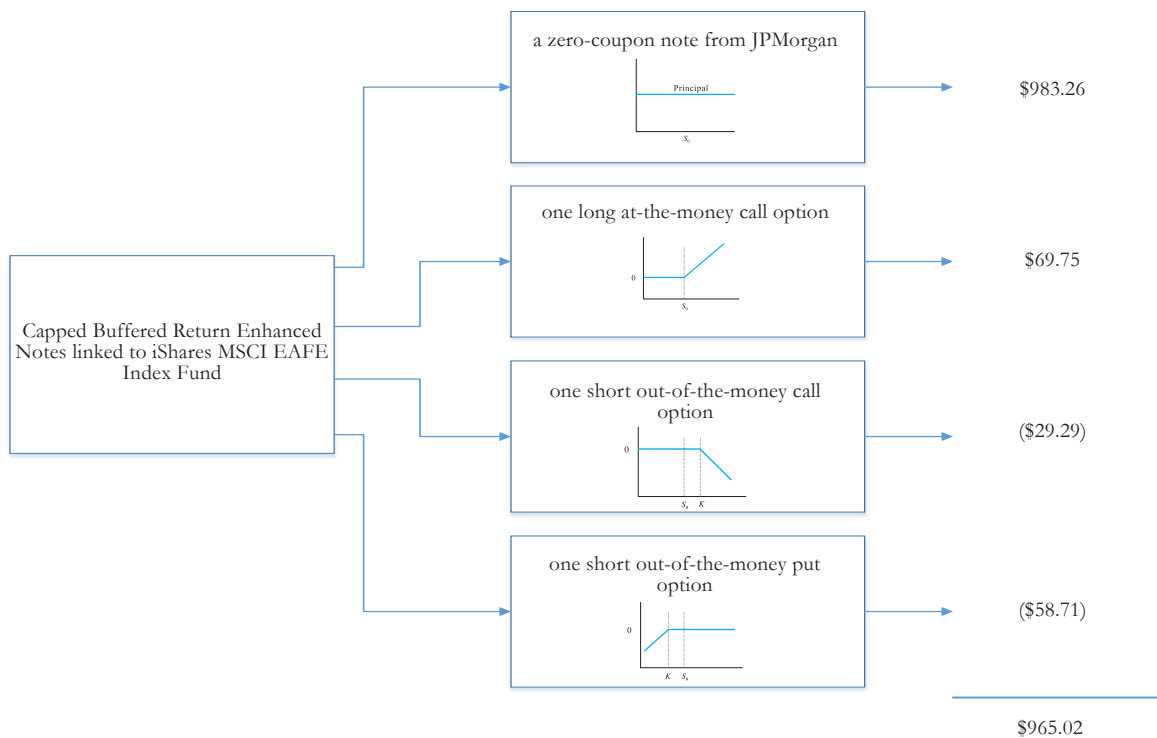 a zero-coupon note from JPMorgan
Principal
S0
$983.26
one long at-the-money call option
0
S0
$69.75
Capped Buffered Return Enhanced
Notes linked to iShares MSCI EAFE
Index Fund
one short out-of-the-money call
option
0
S0 K
($29.29)
one short out-of-the-money put
option
0
K S0
($58.71)
$965.02